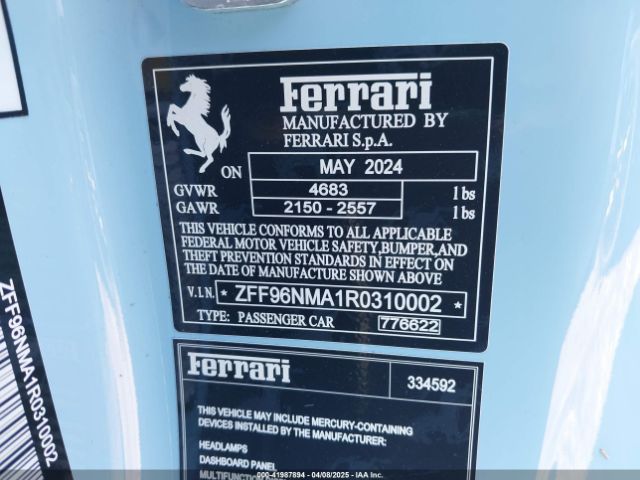 Ferrari
MANUFACTURED BY
FERRARI S.p.A.
ON MAY 2024
GVWR 4683 lbs
GAWR 2150 - 2557 lbs
THIS VEHICLE CONFORMS TO ALL APPLICABLE
FEDERAL MOTOR VEHICLE SAFETY,BUMPER,AND
THEFT PREVENTION STANDARDS IN EFFECT ON
THE DATE OF MANUFACTURE SHOWN ABOVE
V.I.N. * ZFF96NMA1R0310002 *
TYPE: PASSENGER CAR 776622
ZFF96NMA1R0310002
Ferrari 334592
THIS VEHICLE MAY INCLUDE MERCURY-CONTAINING
DEVICES INSTALLED BY THE MANUFACTURER:
HEADLAMPS
DASHBOARD PANEL
000-41987894 - 04/08/2025 - IAA Inc.